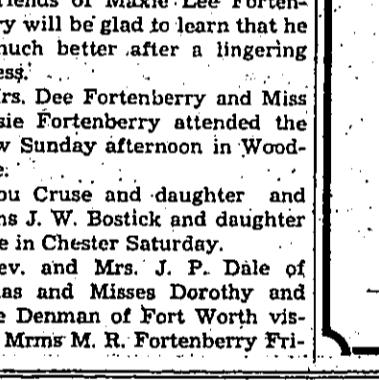 riends of Maxie Lee Forten-
ry will be glad to learn that he
much better after a lingering
ess.
rs. Dee Fortenberry and Miss
sie Fortenberry attended the
w Sunday afternoon in Wood-
e.
ou Cruse and daughter and
ns J. W. Bostick and daughter
e in Chester Saturday.
ev. and Mrs. J. P. Dale of
las and Misses Dorothy and
e Denman of Fort Worth vis-
Mrms M. R. Fortenberry Fri-